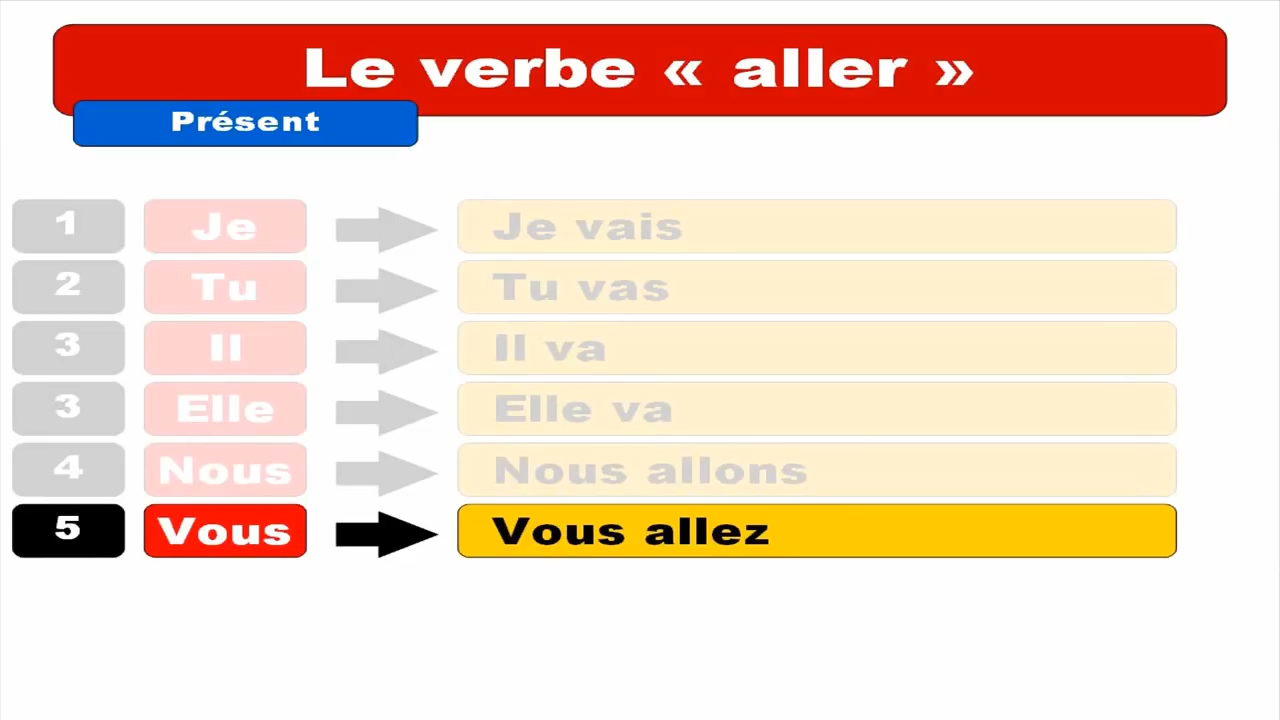 Le verbe « aller »
Présent
1 Je Je vais
2 Tu Tu vas
3 Il Il va
3 Elle Elle va
4 Nous Nous allons
5 Vous Vous allez